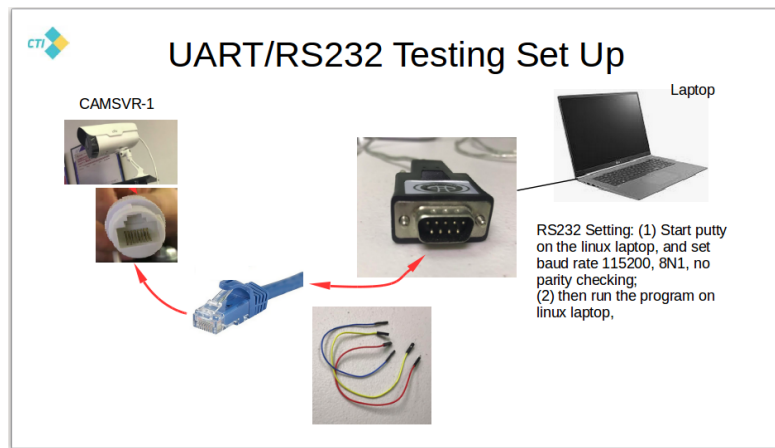 CTI
UART/RS232 Testing Set Up
CAMSVR-1
Laptop
RS232 Setting: (1) Start putty
on the linux laptop, and set
baud rate 115200, 8N1, no
parity checking;
(2) then run the program on
linux laptop,